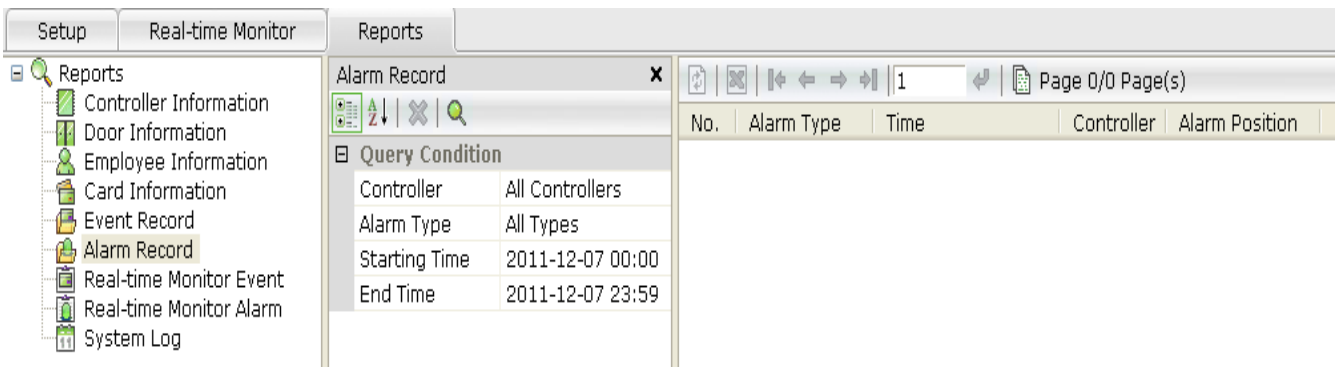 Setup Real-time Monitor Reports
Reports
Controller Information
Door Information
Employee Information
Card Information
Event Record
Alarm Record
Real-time Monitor Event
Real-time Monitor Alarm
System Log
Alarm Record
Query Condition
Controller All Controllers
Alarm Type All Types
Starting Time 2011-12-07 00:00
End Time 2011-12-07 23:59
1 Page 0/0 Page(s)
No. Alarm Type Time Controller Alarm Position